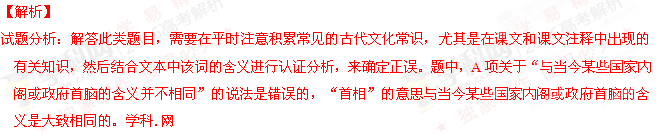 【解析】
试题分析：解答此类题目，需要在平时注意积累常见的古代文化常识，尤其是在课文和课文注释中出现的
有关知识，然后结合文本中该词的含义进行认证分析，来确定正误。题中，A项关于“与当今某些国家内
阁或政府首脑的含义并不相同”的说法是错误的，“首相”的意思与当今某些国家内阁或政府首脑的含
义是大致相同的。学科.网